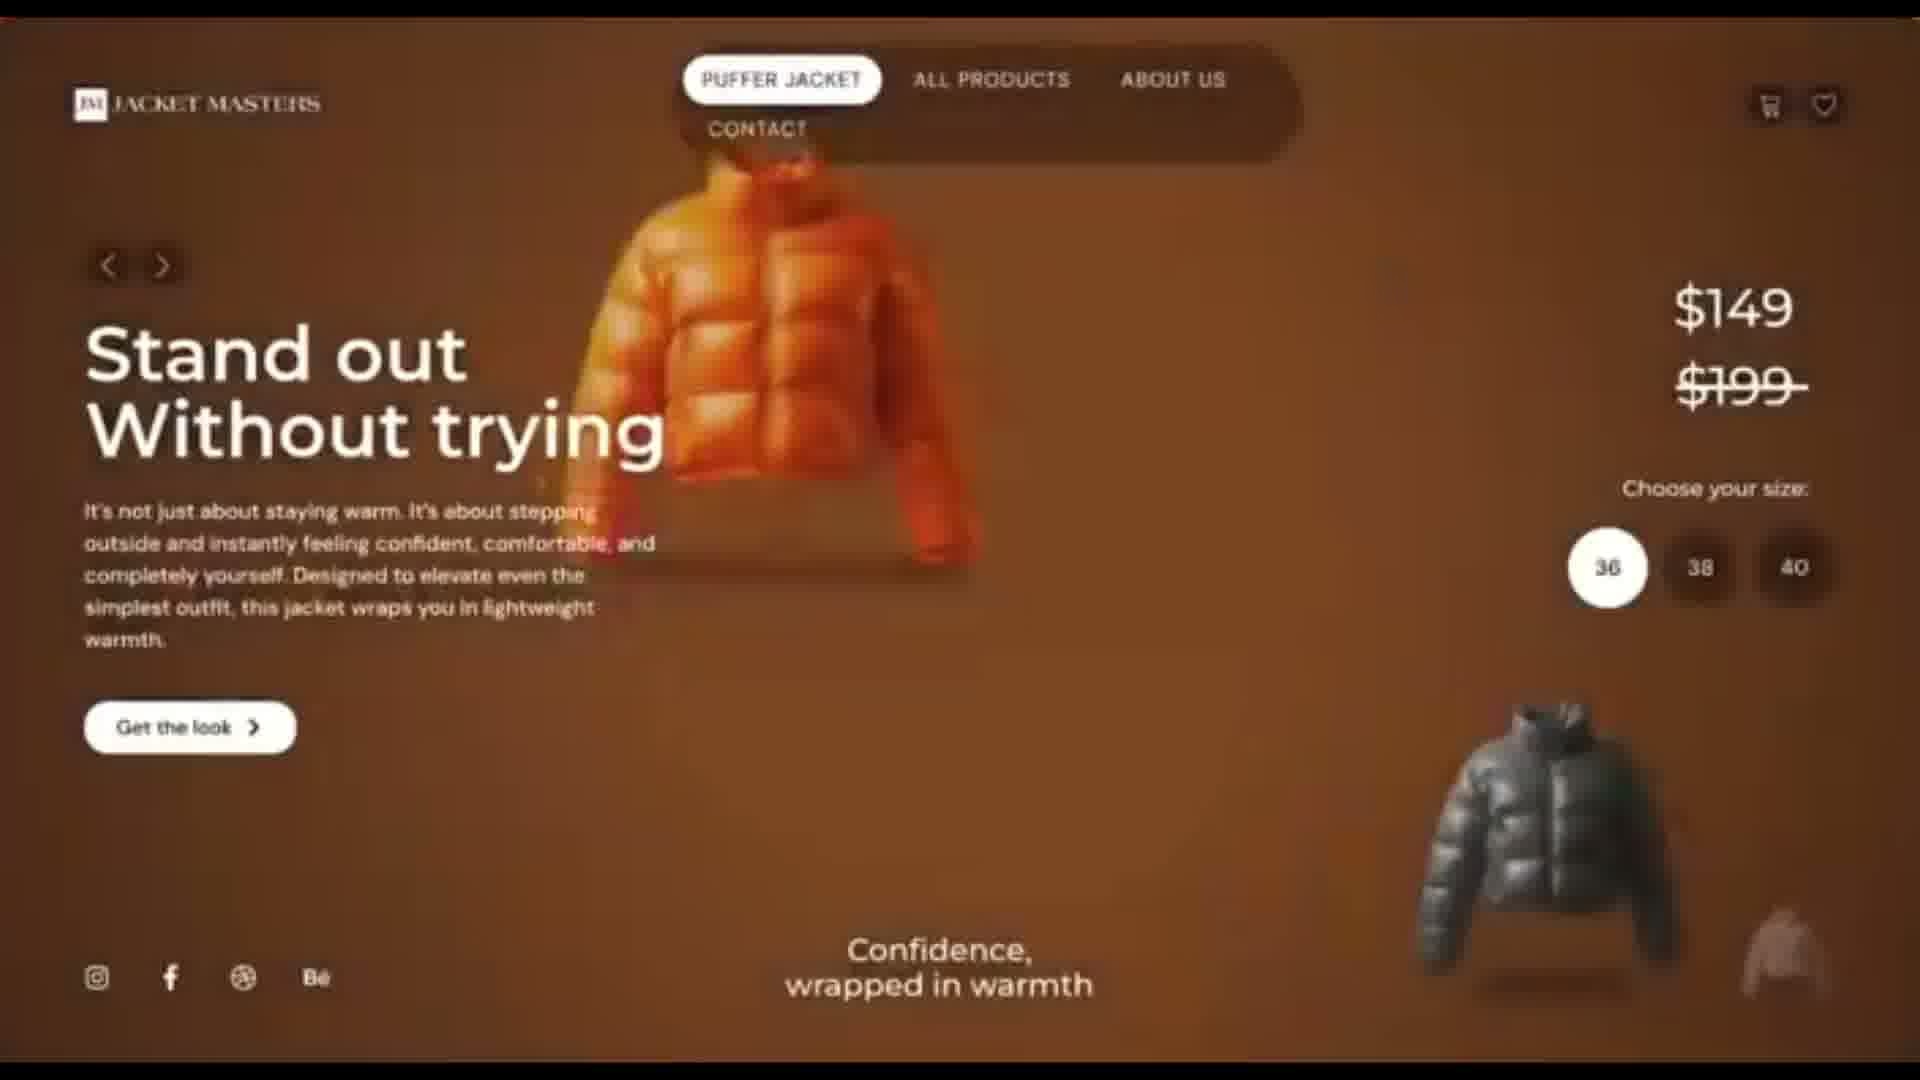 JM JACKET MASTERS
PUFFER JACKET ALL PRODUCTS ABOUT US
CONTACT
Stand out
Without trying
It's not just about staying warm. It's about stepping
outside and instantly feeling confident, comfortable, and
completely yourself. Designed to elevate even the
simplest outfit, this jacket wraps you in lightweight
warmth.
Get the look
$149
$199
Choose your size:
36 38 40
Confidence,
wrapped in warmth
Bē